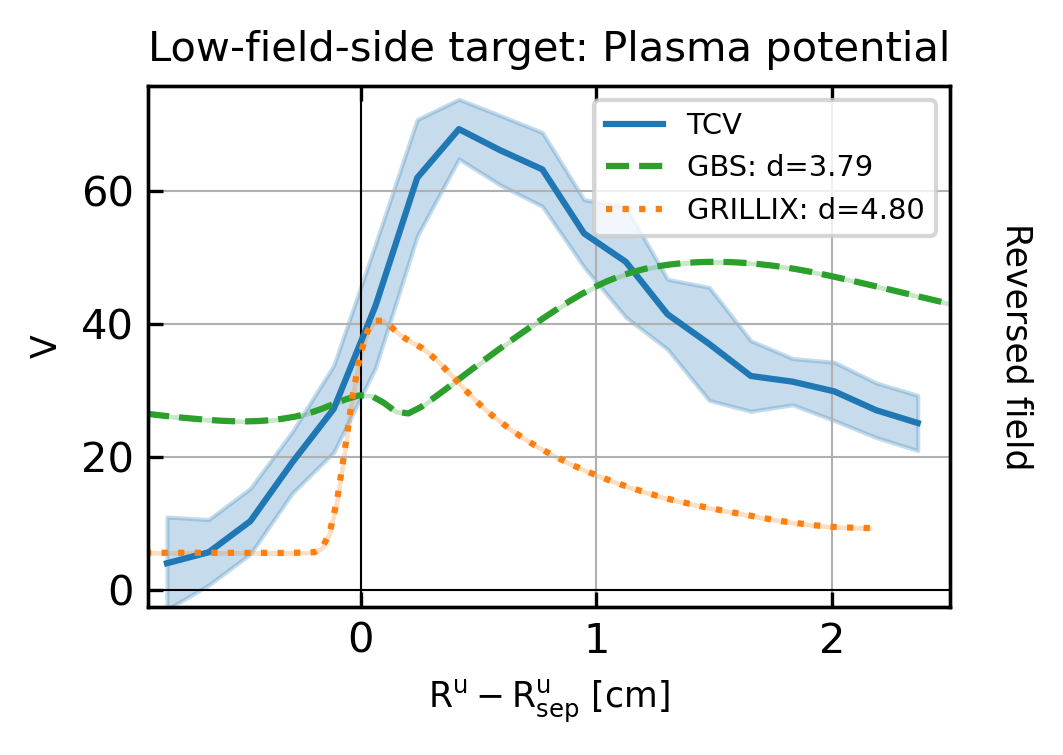 Low-field-side target: Plasma potential
TCV
GBS: d=3.79
GRILLIX: d=4.80
60
40
20
0
V
0 1 2
R^u − R^u_sep [cm]
Reversed field